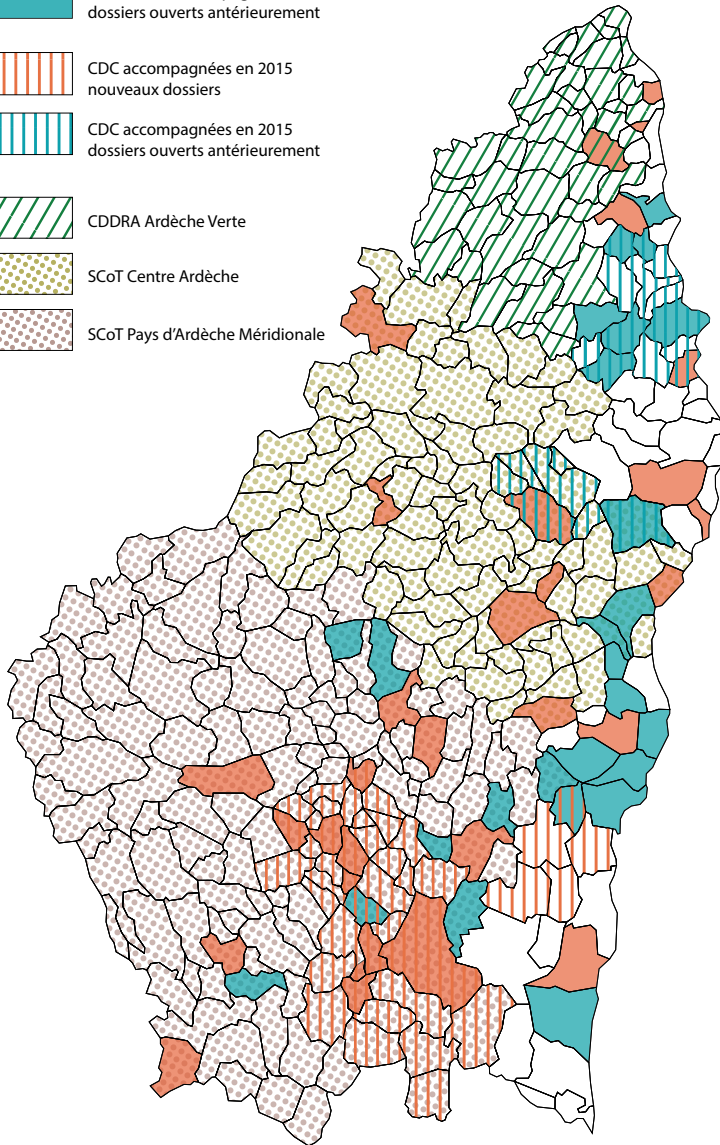 dossiers ouverts antérieurement
CDC accompagnées en 2015
nouveaux dossiers
CDC accompagnées en 2015
dossiers ouverts antérieurement
CDDRA Ardèche Verte
SCoT Centre Ardèche
SCoT Pays d'Ardèche Méridionale